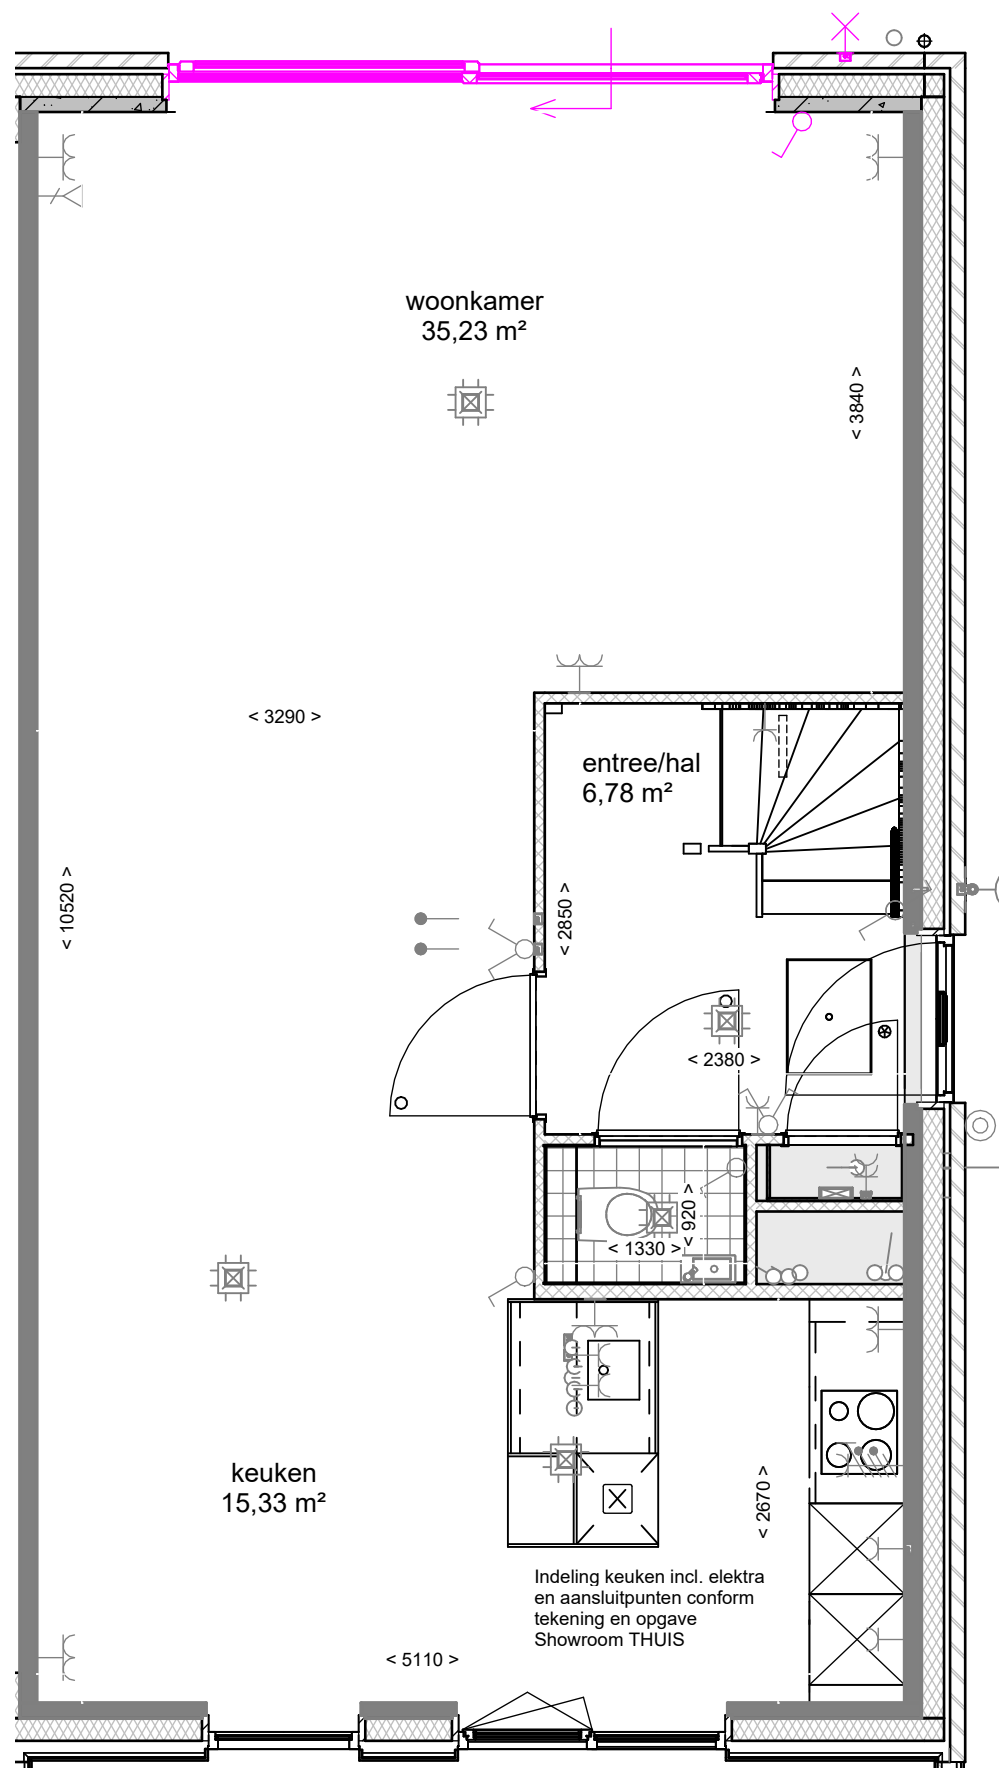 woonkamer
35,23 m²
< 3840 >
< 3290 >
entree/hal
6,78 m²
< 10520 >
< 2850 >
< 2380 >
< 920 >
< 1330 >
keuken
15,33 m²
< 2670 >
Indeling keuken incl. elektra
en aansluitpunten conform
tekening en opgave
Showroom THUIS
< 5110 >